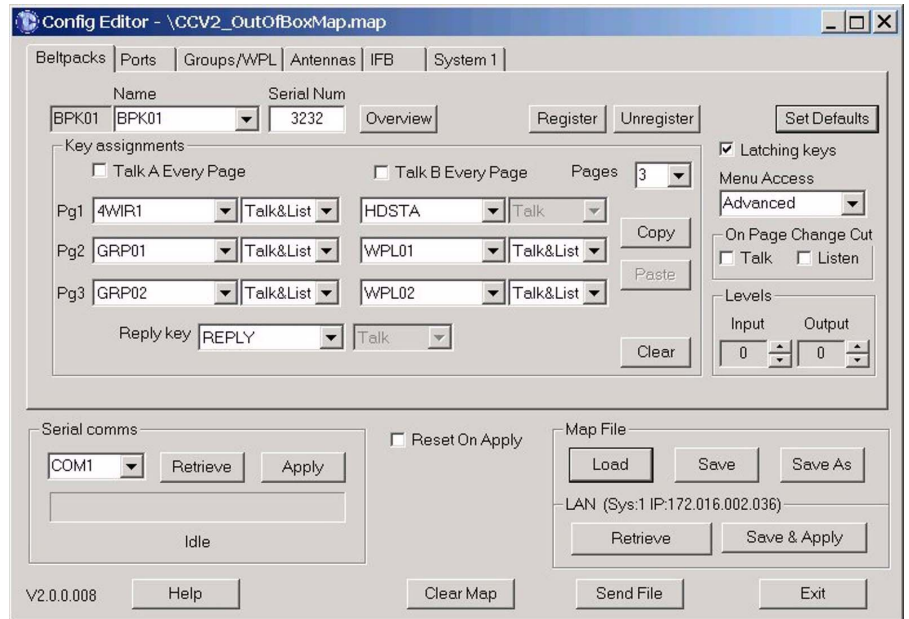 Config Editor - \CCV2_OutOfBoxMap.map
Beltpacks Ports Groups/WPL Antennas IFB System 1
Name Serial Num
BPK01 BPK01 3232 Overview Register Unregister Set Defaults
Key assignments
Talk A Every Page Talk B Every Page Pages 3
Latching keys
Menu Access
Advanced
Pg1 4WIR1 Talk&List HDSTA Talk
Copy
On Page Change Cut
Talk Listen
Pg2 GRP01 Talk&List WPL01 Talk&List
Paste
Pg3 GRP02 Talk&List WPL02 Talk&List
Levels
Input Output
0 0
Reply key REPLY Talk
Clear
Serial comms
COM1 Retrieve Apply
Idle
Reset On Apply
Map File
Load Save Save As
LAN (Sys:1 IP:172.016.002.036)
Retrieve Save & Apply
V2.0.0.008 Help Clear Map Send File Exit